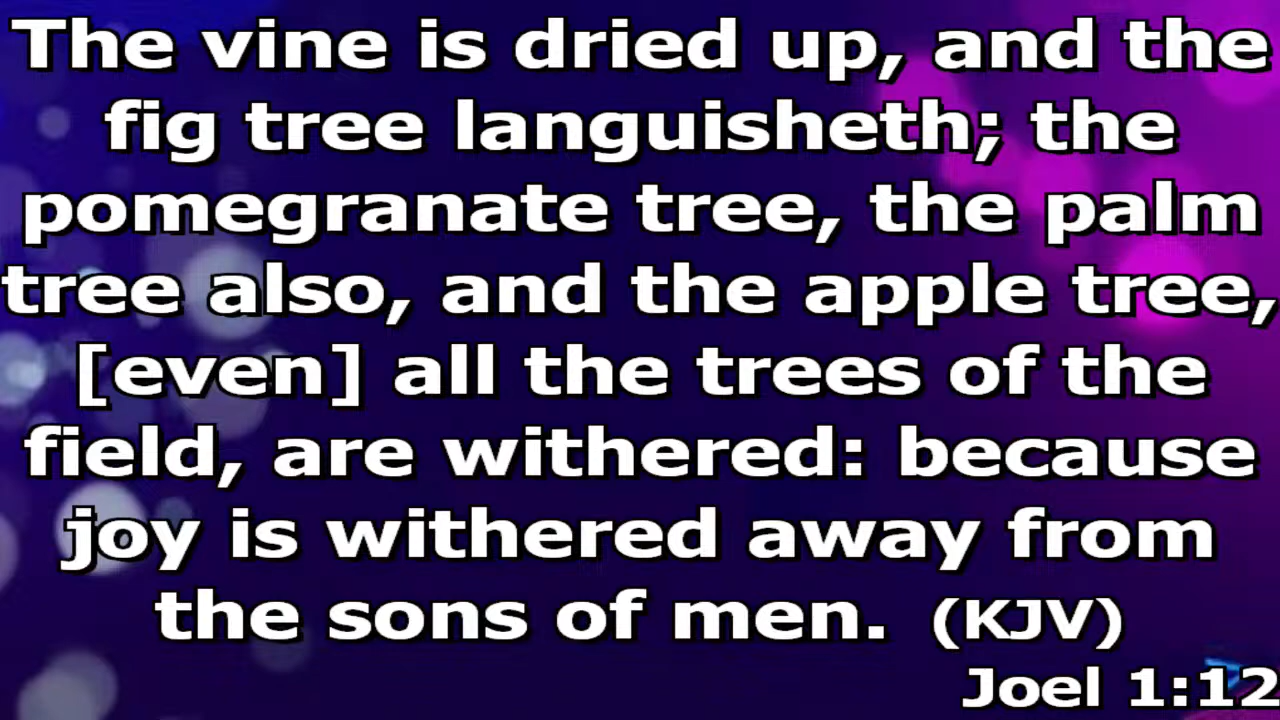 The vine is dried up, and the
fig tree languisheth; the
pomegranate tree, the palm
tree also, and the apple tree,
[even] all the trees of the
field, are withered: because
joy is withered away from
the sons of men. (KJV)
Joel 1:12